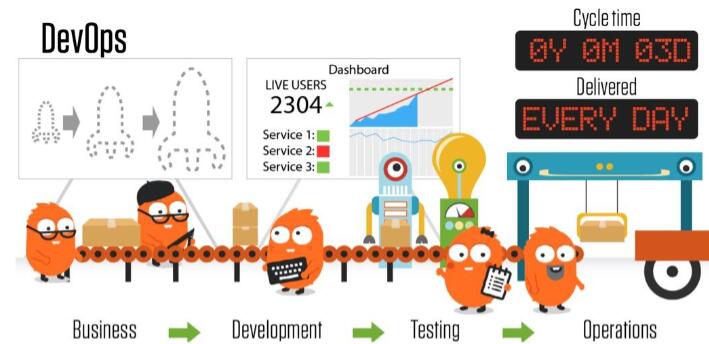 DevOps
Dashboard
LIVE USERS
2304
Service 1:
Service 2:
Service 3:
Cycle time
0Y 0M 03D
Delivered
EVERY DAY
Business
Development
Testing
Operations